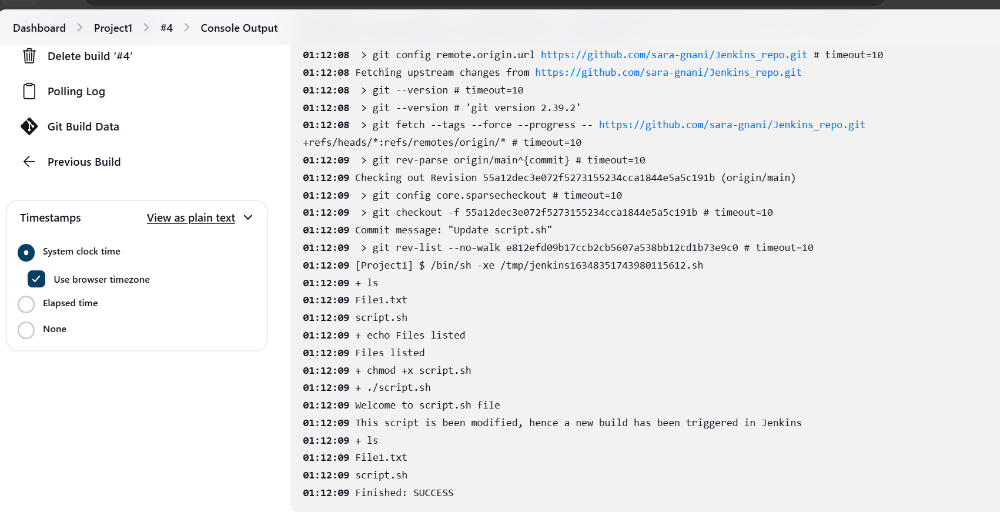 Dashboard > Project1 > #4 > Console Output
Delete build ‘#4’
Polling Log
Git Build Data
Previous Build
Timestamps View as plain text
System clock time
Use browser timezone
Elapsed time
None
01:12:08  > git config remote.origin.url https://github.com/sara-gnani/Jenkins_repo.git # timeout=10
01:12:08 Fetching upstream changes from https://github.com/sara-gnani/Jenkins_repo.git
01:12:08  > git --version # timeout=10
01:12:08  > git --version # 'git version 2.39.2'
01:12:08  > git fetch --tags --force --progress -- https://github.com/sara-gnani/Jenkins_repo.git
+refs/heads/*:refs/remotes/origin/* # timeout=10
01:12:09  > git rev-parse origin/main^{commit} # timeout=10
01:12:09 Checking out Revision 55a12dec3e072f5273155234cca1844e5a5c191b (origin/main)
01:12:09  > git config core.sparsecheckout # timeout=10
01:12:09  > git checkout -f 55a12dec3e072f5273155234cca1844e5a5c191b # timeout=10
01:12:09 Commit message: "Update script.sh"
01:12:09  > git rev-list --no-walk e812efd09b17ccb2cb5607a538bb12cd1b73e9c0 # timeout=10
01:12:09 [Project1] $ /bin/sh -xe /tmp/jenkins16348351743980115612.sh
01:12:09 + ls
01:12:09 File1.txt
01:12:09 script.sh
01:12:09 + echo Files listed
01:12:09 Files listed
01:12:09 + chmod +x script.sh
01:12:09 + ./script.sh
01:12:09 Welcome to script.sh file
01:12:09 This script is been modified, hence a new build has been triggered in Jenkins
01:12:09 + ls
01:12:09 File1.txt
01:12:09 script.sh
01:12:09 Finished: SUCCESS